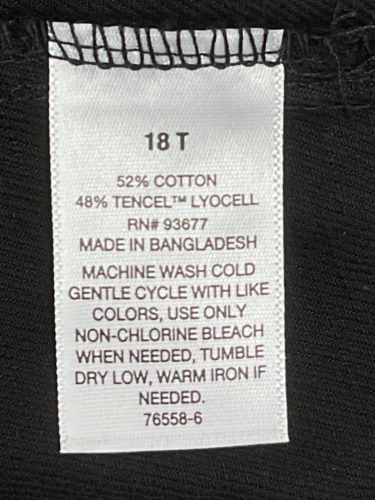 18 T
52% COTTON
48% TENCEL™ LYOCELL
RN# 93677
MADE IN BANGLADESH
MACHINE WASH COLD
GENTLE CYCLE WITH LIKE
COLORS, USE ONLY
NON-CHLORINE BLEACH
WHEN NEEDED, TUMBLE
DRY LOW, WARM IRON IF
NEEDED.
76558-6